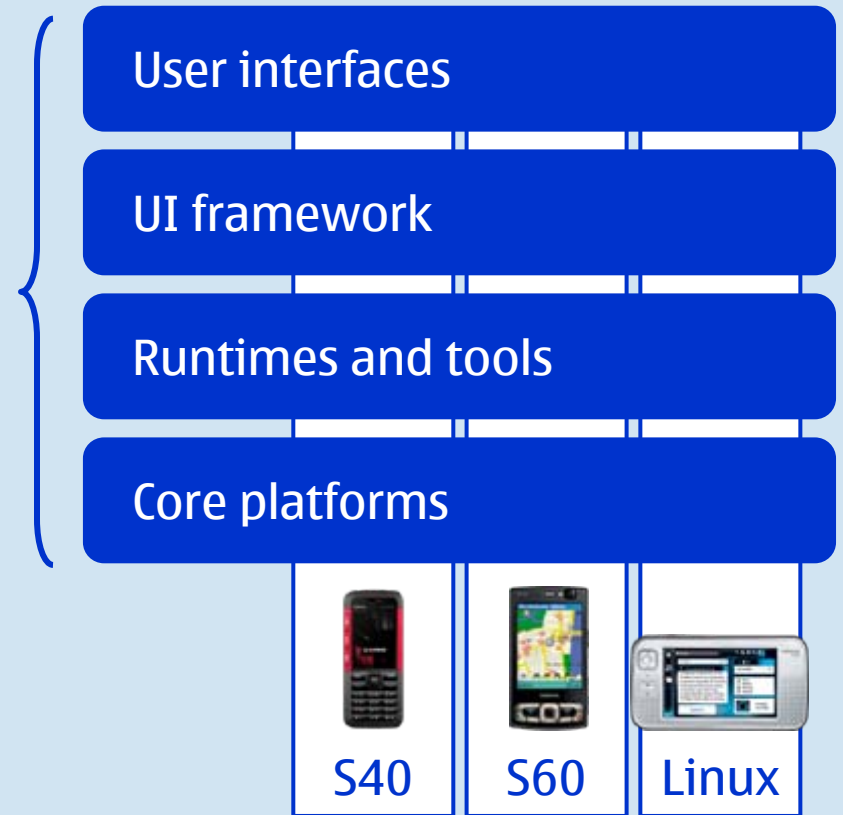 User interfaces
UI framework
Runtimes and tools
Core platforms
S40 S60 Linux